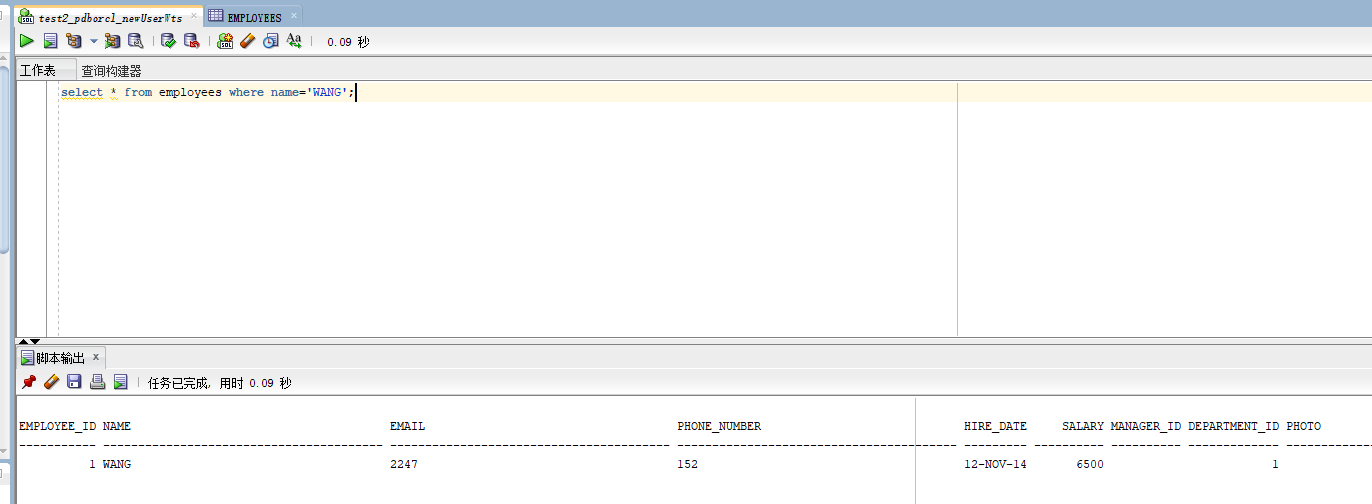 test2_pdborcl_newUserWts EMPLOYEES
0.09 秒
工作表 查询构建器
select * from employees where name='WANG';
脚本输出 x
任务已完成, 用时 0.09 秒
EMPLOYEE_ID NAME EMAIL PHONE_NUMBER HIRE_DATE SALARY MANAGER_ID DEPARTMENT_ID PHOTO
1 WANG 2247 152 12-NOV-14 6500 1